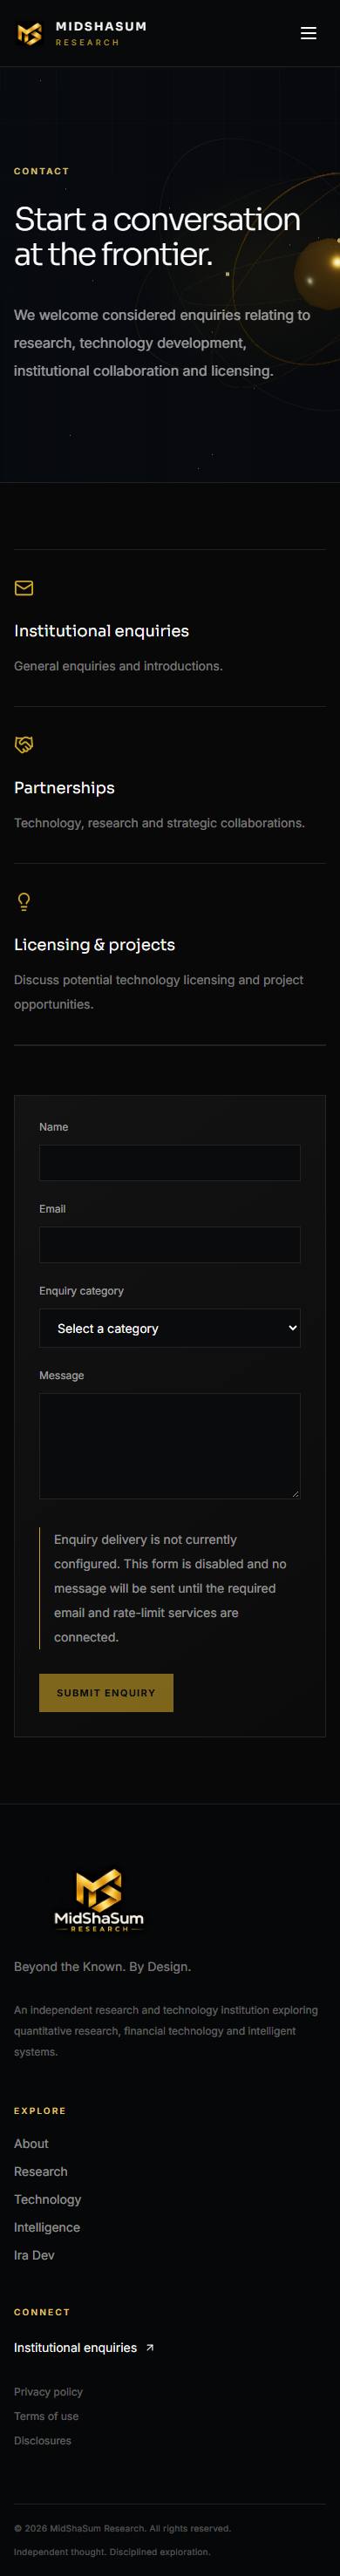 MIDSHASUM
RESEARCH
CONTACT
Start a conversation
at the frontier.
We welcome considered enquiries relating to
research, technology development,
institutional collaboration and licensing.
Institutional enquiries
General enquiries and introductions.
Partnerships
Technology, research and strategic collaborations.
Licensing & projects
Discuss potential technology licensing and project
opportunities.
Name
Email
Enquiry category
Select a category
Message
Enquiry delivery is not currently
configured. This form is disabled and no
message will be sent until the required
email and rate-limit services are
connected.
SUBMIT ENQUIRY
MidShaSum
RESEARCH
Beyond the Known. By Design.
An independent research and technology institution exploring
quantitative research, financial technology and intelligent
systems.
EXPLORE
About
Research
Technology
Intelligence
Ira Dev
CONNECT
Institutional enquiries
Privacy policy
Terms of use
Disclosures
© 2026 MidShaSum Research. All rights reserved.
Independent thought. Disciplined exploration.